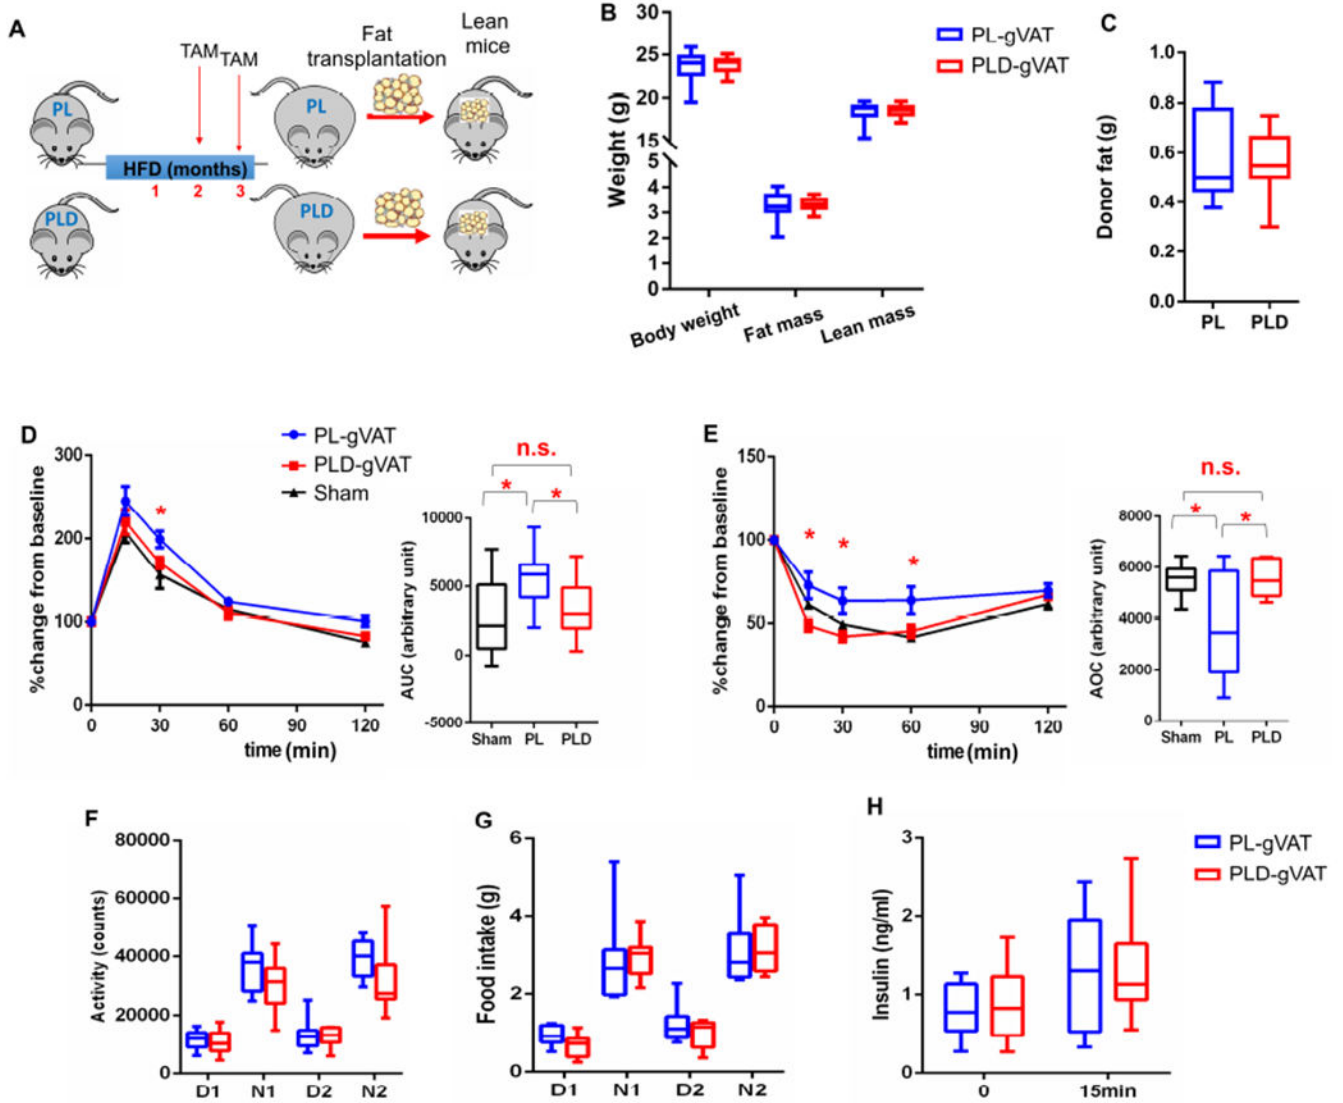 A
TAM
TAM
Fat
transplantation
Lean
mice
PL
PL
HFD (months)
1 2 3
PLD
PLD
B
Weight (g)
30
25
20
15
5
4
3
2
1
0
Body weight
Fat mass
Lean mass
PL-gVAT
PLD-gVAT
C
Donor fat (g)
1.0
0.8
0.6
0.4
0.2
0.0
PL PLD
D
%change from baseline
300
200
100
0
0 30 60 90 120
time (min)
PL-gVAT
PLD-gVAT
Sham
*
n.s.
* *
AUC (arbitrary unit)
10000
5000
0
-5000
Sham PL PLD
E
%change from baseline
150
100
50
0
0 30 60 90 120
time (min)
* * *
n.s.
* *
AOC (arbitrary unit)
8000
6000
4000
2000
0
Sham PL PLD
F
Activity (counts)
80000
60000
40000
20000
0
D1 N1 D2 N2
G
Food intake (g)
6
4
2
0
D1 N1 D2 N2
H
Insulin (ng/ml)
3
2
1
0
0 15min
PL-gVAT
PLD-gVAT